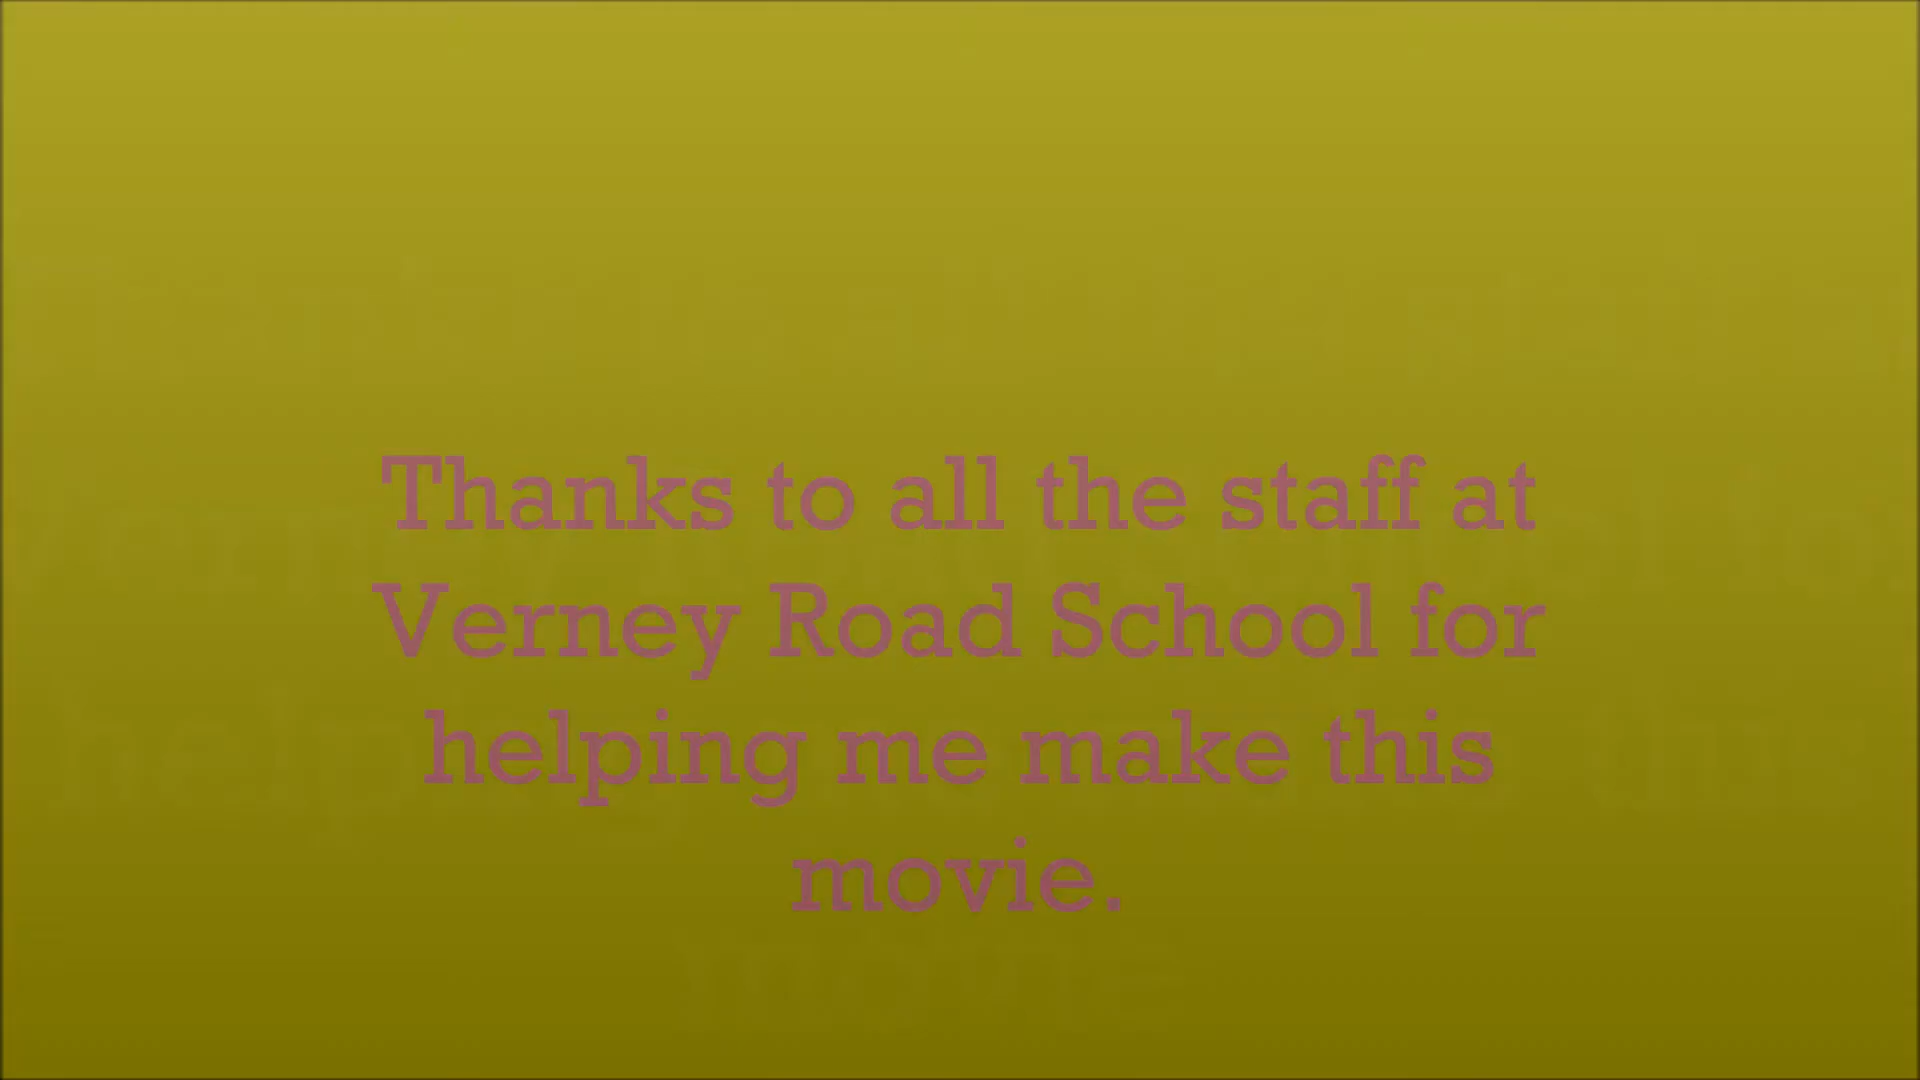 Thanks to all the staff at
Verney Road School for
helping me make this
movie.